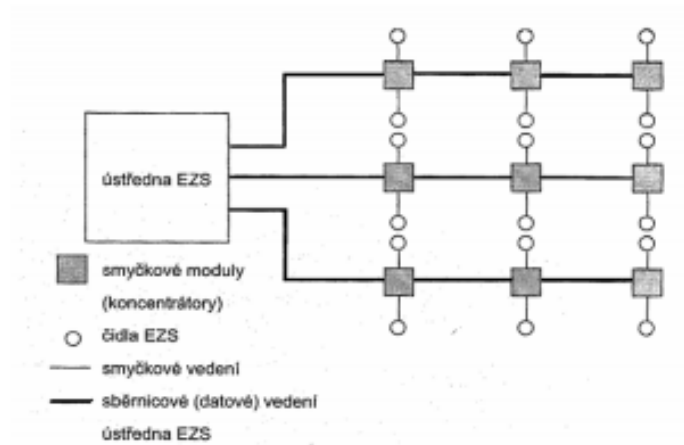 ústředna EZS
smyčkové moduly
(koncentrátory)
čidla EZS
smyčkové vedení
sběrnicové (datové) vedení
ústředna EZS